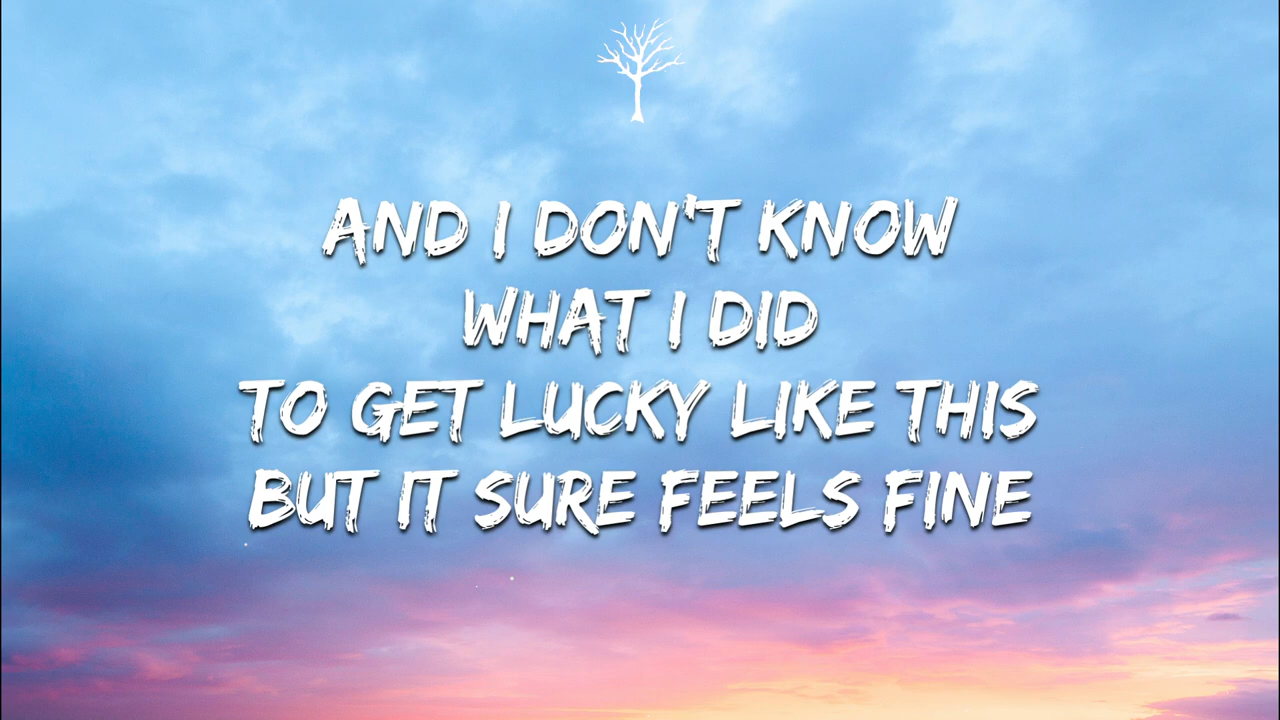 AND I DON'T KNOW
WHAT I DID
TO GET LUCKY LIKE THIS
BUT IT SURE FEELS FINE